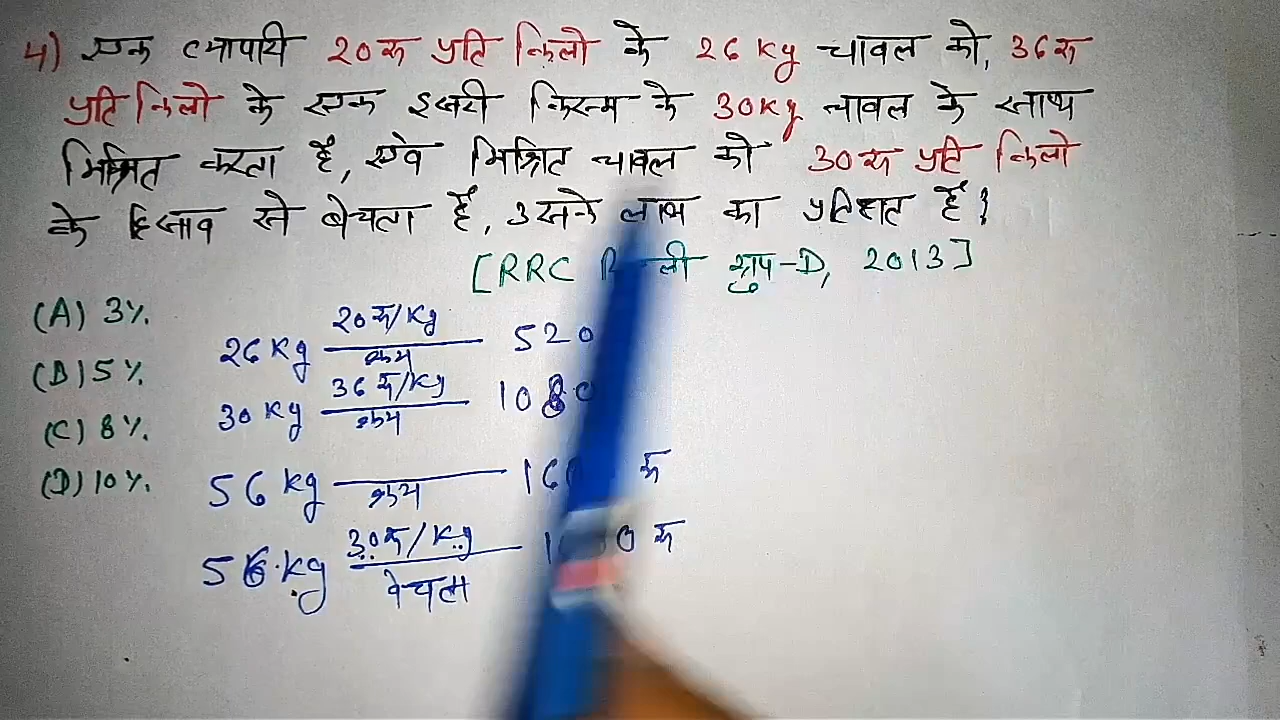 4) एक व्यापारी 20रू प्रति किलो के 26 Kg चावल को, 36रू
प्रति किलो के एक दूसरी किस्म के 30Kg चावल के साथ
मिश्रित करता है, एवं मिश्रित चावल को 30रू प्रति किलो
के हिसाब से बेचता है, उसके लाभ का प्रतिशत है?
[RRC ग्रुप-D, 2013]
(A) 3%.
(B) 5%.
(C) 8%.
(D) 10%.
26 Kg 20रू/Kg क्रय 520
30 Kg 36रू/Kg क्रय 1080
56 Kg क्रय रू
56 Kg 30रू/Kg बेचता रू